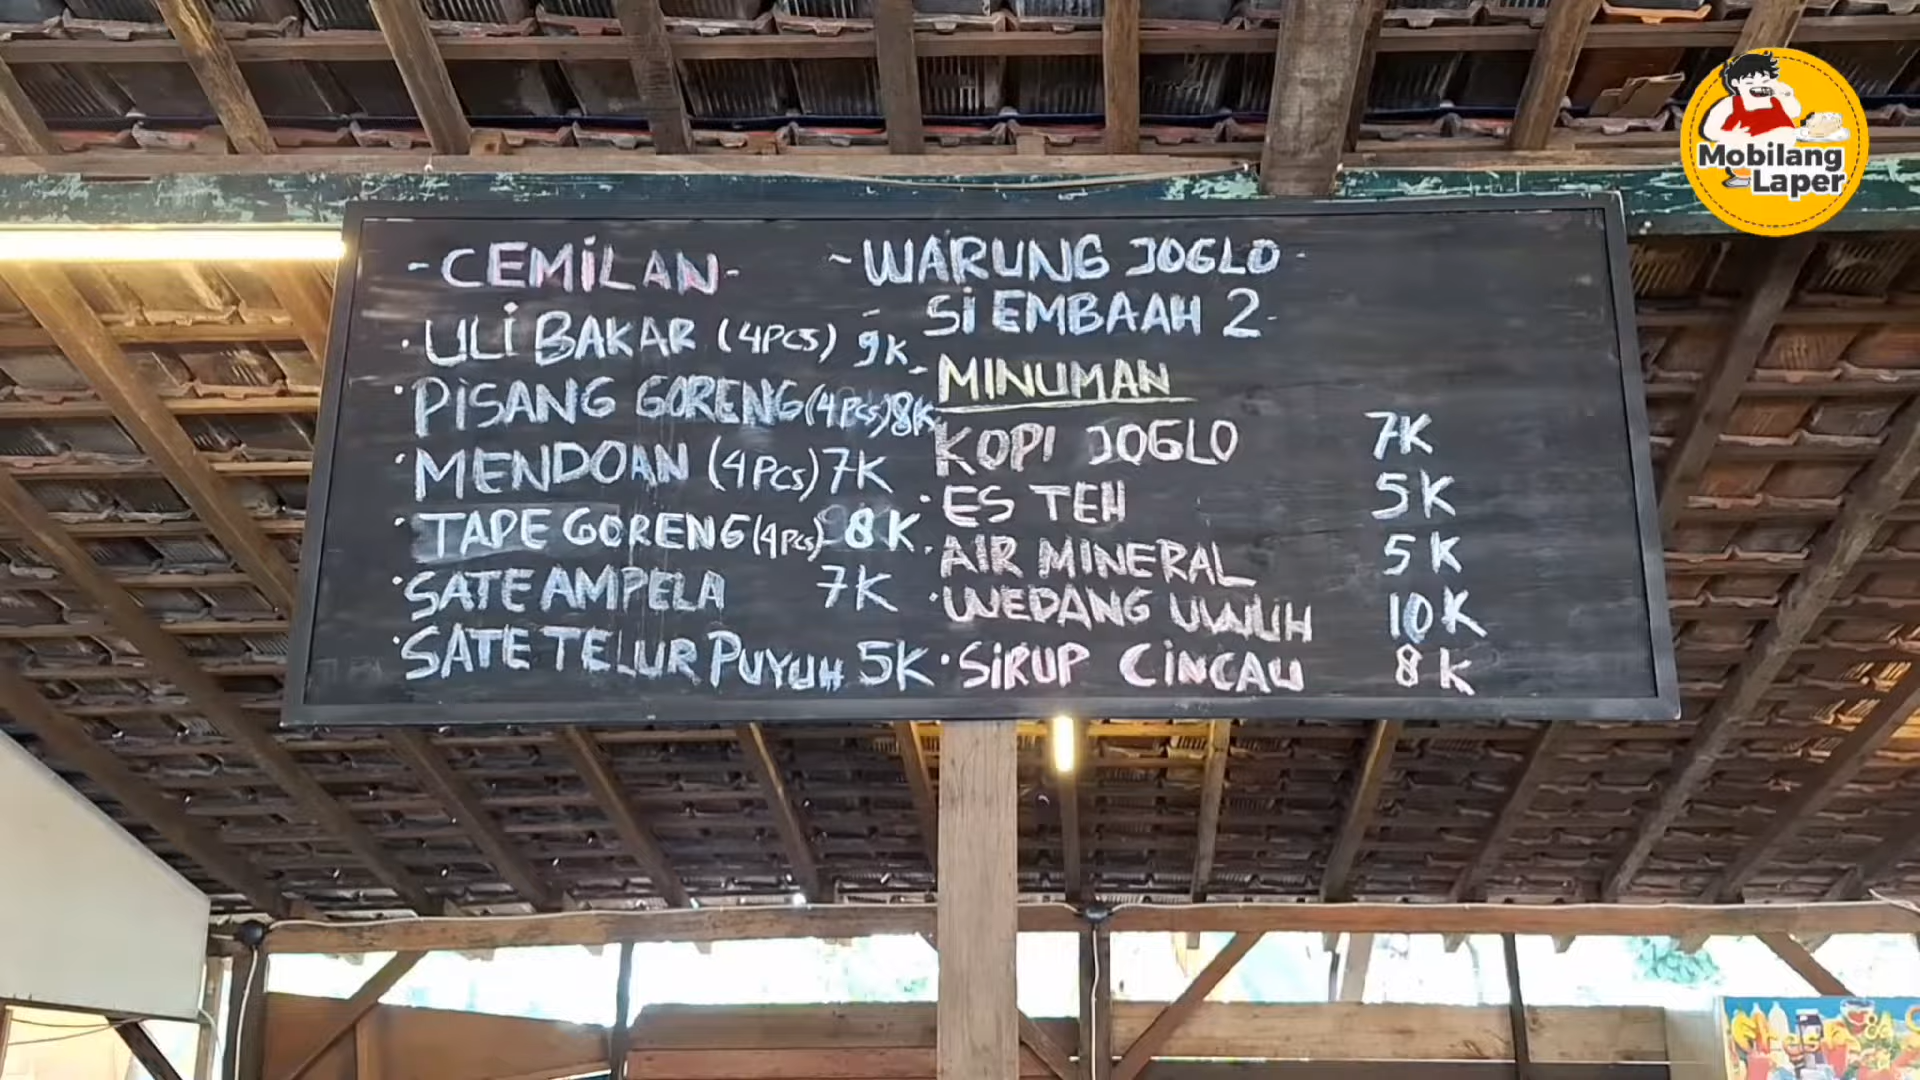 Mobilang
Laper
-CEMiLAN-
· ULi BAKAR (4PCS) 9K
· PiSANG GORENG (4PCS) 8K
· MENDOAN (4PCS) 7K
· TAPE GORENG (4PCS) 8K
· SATE AMPELA 7K
· SATE TELUR PUYUH 5K
~WARUNG JOGLO-
-Si EMBAAH 2-
- MINUMAN
KOPI JOGLO 7K
· ES TEH 5K
· AIR MINERAL 5K
· WEDANG UWUH 10K
· SiRUP CiNCAU 8K